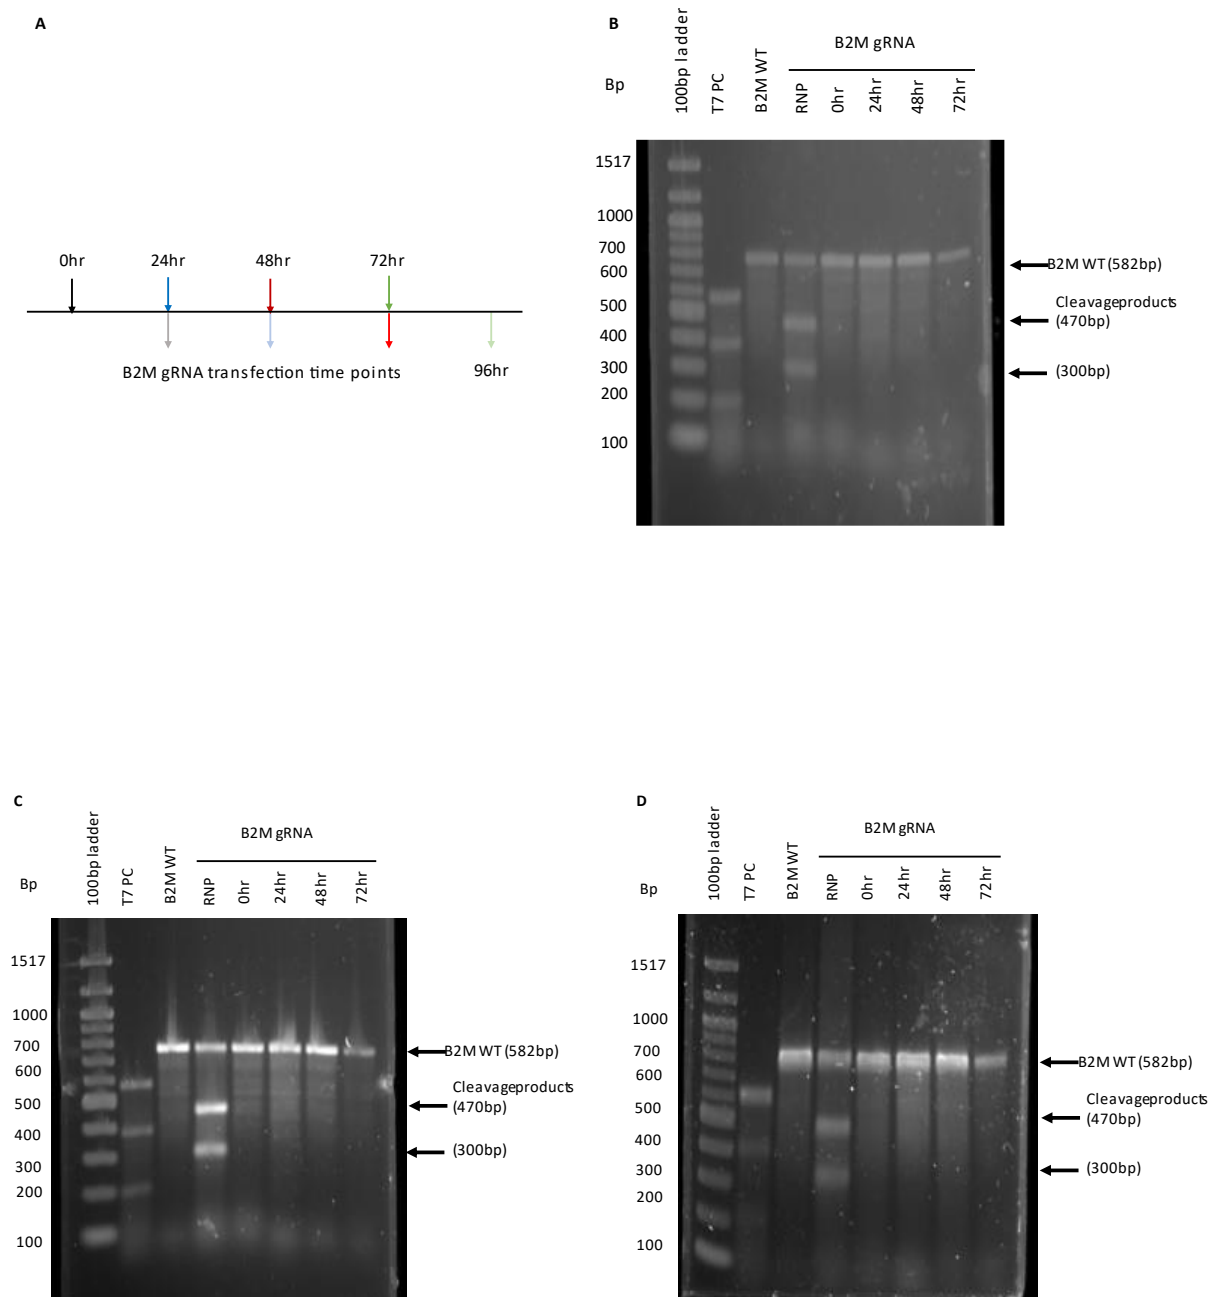 A
0hr
24hr
48hr
72hr
B2M gRNA transfection time points
96hr
B
Bp
100bp ladder
T7 PC
B2M WT
B2M gRNA
RNP
0hr
24hr
48hr
72hr
1517
1000
700
600
500
400
300
200
100
B2M WT (582bp)
Cleavageproducts
(470bp)
(300bp)
C
Bp
100bp ladder
T7 PC
B2M WT
B2M gRNA
RNP
0hr
24hr
48hr
72hr
1517
1000
700
600
500
400
300
200
100
B2M WT (582bp)
Cleavageproducts
(470bp)
(300bp)
D
Bp
100bp ladder
T7 PC
B2M WT
B2M gRNA
RNP
0hr
24hr
48hr
72hr
1517
1000
700
600
500
400
300
200
100
B2M WT (582bp)
Cleavageproducts
(470bp)
(300bp)